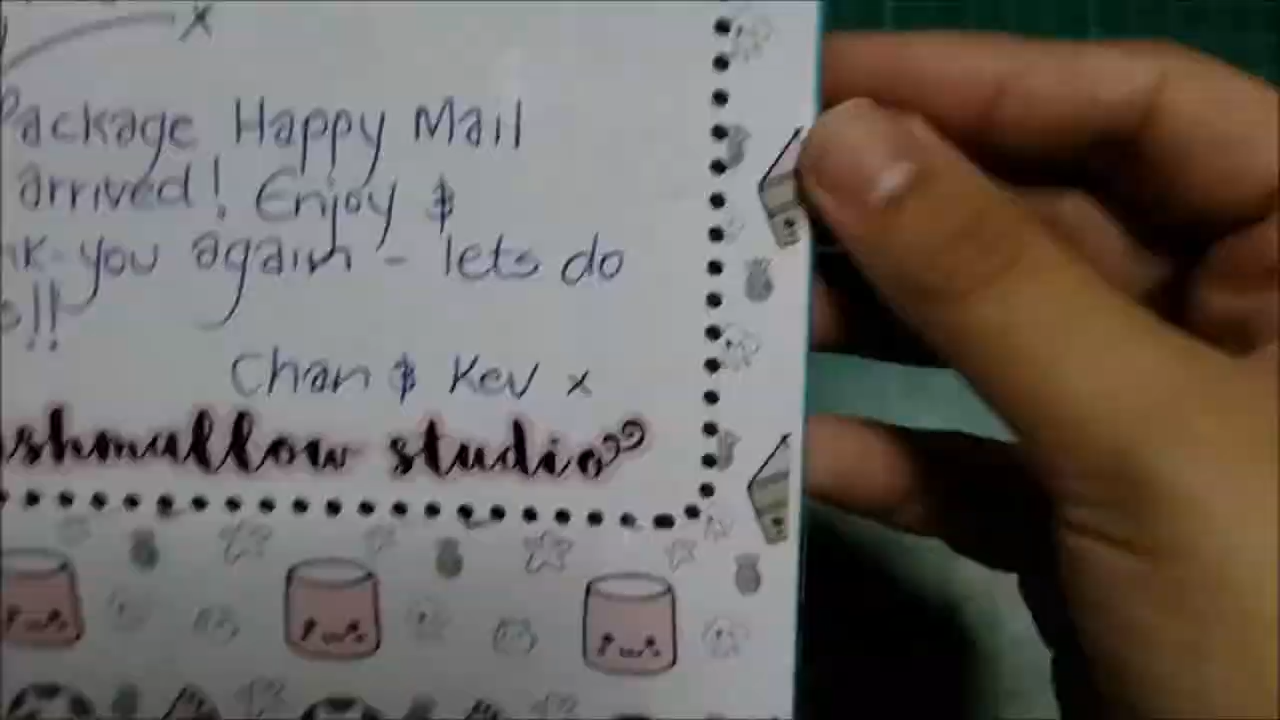 x
Package Happy Mail
arrived! Enjoy &
you again - lets do
!!
Chan & Kev x
shmallow studio